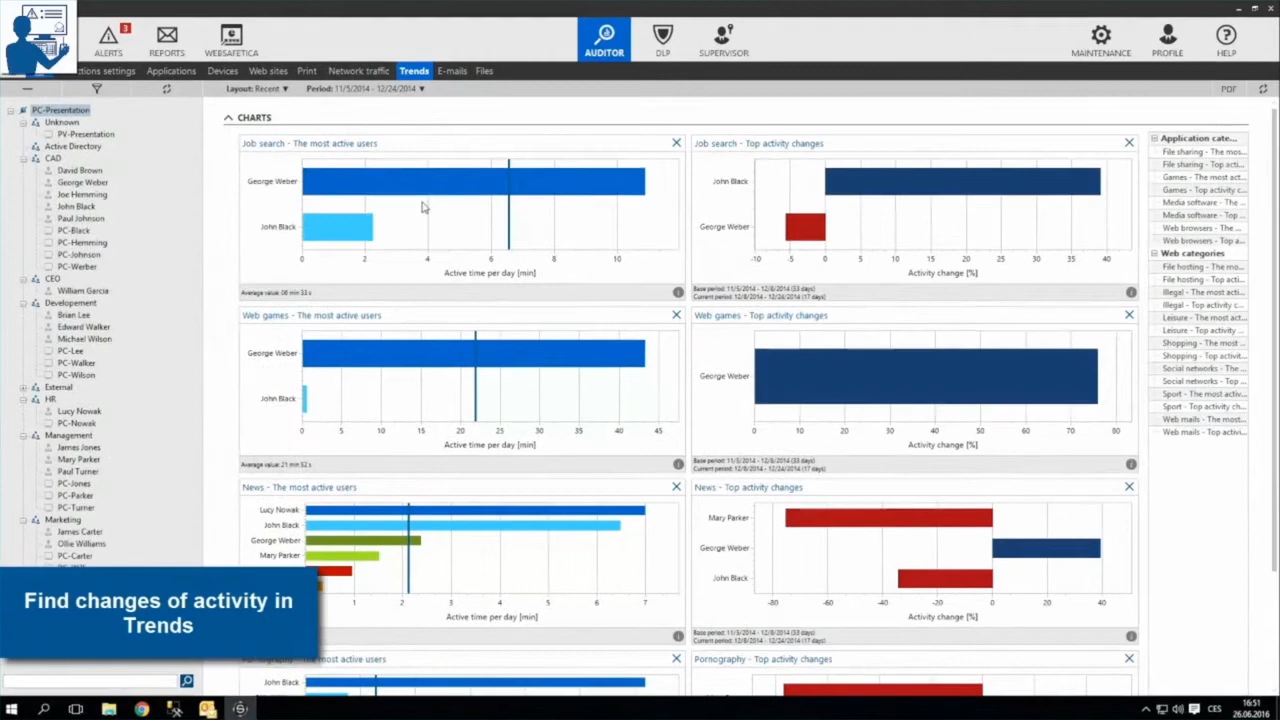 3
ALERTS
REPORTS
WEBSAFETICA
AUDITOR
DLP
SUPERVISOR
MAINTENANCE
PROFILE
HELP
ctions settings
Applications
Devices
Web sites
Print
Network traffic
Trends
E-mails
Files
Layout: Recent
Period: 11/5/2014 - 12/24/2014
PDF
PC-Presentation
Unknown
PV-Presentation
Active Directory
CAD
David Brown
George Weber
Joe Hemming
John Black
Paul Johnson
PC-Black
PC-Hemming
PC-Johnson
PC-Werber
CEO
William Garcia
Developement
Brian Lee
Edward Walker
Michael Wilson
PC-Lee
PC-Walker
PC-Wilson
External
HR
Lucy Nowak
PC-Nowak
Management
James Jones
Mary Parker
Paul Turner
PC-Jones
PC-Parker
PC-Turner
Marketing
James Carter
Ollie Williams
PC-Carter
CHARTS
Job search - The most active users
George Weber
John Black
0 2 4 6 8 10
Active time per day [min]
Average value: 06 min 33 s
Job search - Top activity changes
John Black
George Weber
-10 -5 0 5 10 15 20 25 30 35 40
Activity change [%]
Base period: 11/5/2014 - 12/8/2014 (33 days)
Current period: 12/8/2014 - 12/24/2014 (17 days)
Web games - The most active users
George Weber
John Black
0 5 10 15 20 25 30 35 40 45
Active time per day [min]
Average value: 21 min 52 s
Web games - Top activity changes
George Weber
0 10 20 30 40 50 60 70 80
Activity change [%]
Base period: 11/5/2014 - 12/8/2014 (33 days)
Current period: 12/8/2014 - 12/24/2014 (17 days)
News - The most active users
Lucy Nowak
John Black
George Weber
Mary Parker
1 2 3 4 5 6 7
Active time per day [min]
News - Top activity changes
Mary Parker
George Weber
John Black
-80 -60 -40 -20 0 20 40
Activity change [%]
Base period: 11/5/2014 - 12/8/2014 (33 days)
Current period: 12/8/2014 - 12/24/2014 (17 days)
most active users
John Black
Pornography - Top activity changes
Application cate...
File sharing - The mos...
File sharing - Top acti...
Games - The most act...
Games - Top activity c...
Media software - The ...
Media software - Top ...
Web browsers - The ...
Web browsers - Top a...
Web categories
File hosting - The mo...
File hosting - Top acti...
Illegal - The most acti...
Illegal - Top activity c...
Leisure - The most act...
Leisure - Top activity ...
Shopping - The most ...
Shopping - Top activit...
Social networks - The ...
Social networks - Top ...
Sport - The most activ...
Sport - Top activity ch...
Web mails - The most...
Web mails - Top activi...
Find changes of activity in
Trends
CES
16:51
26.06.2016